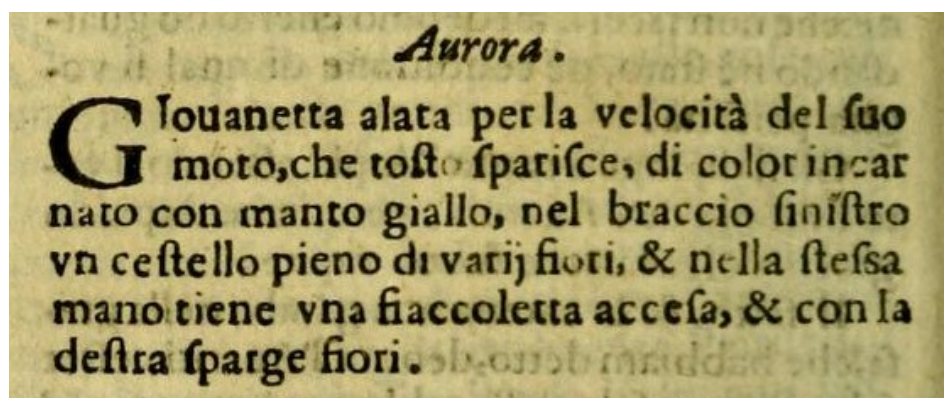 Aurora.
GIouanetta alata per la velocità del ſuo
moto, che toſto ſpariſce, di color incar
nato con manto giallo, nel braccio ſiniſtro
vn ceſtello pieno di varij fiori, & nella ſteſsa
mano tiene vna fiaccoletta acceſa, & con la
deſtra ſparge fiori.